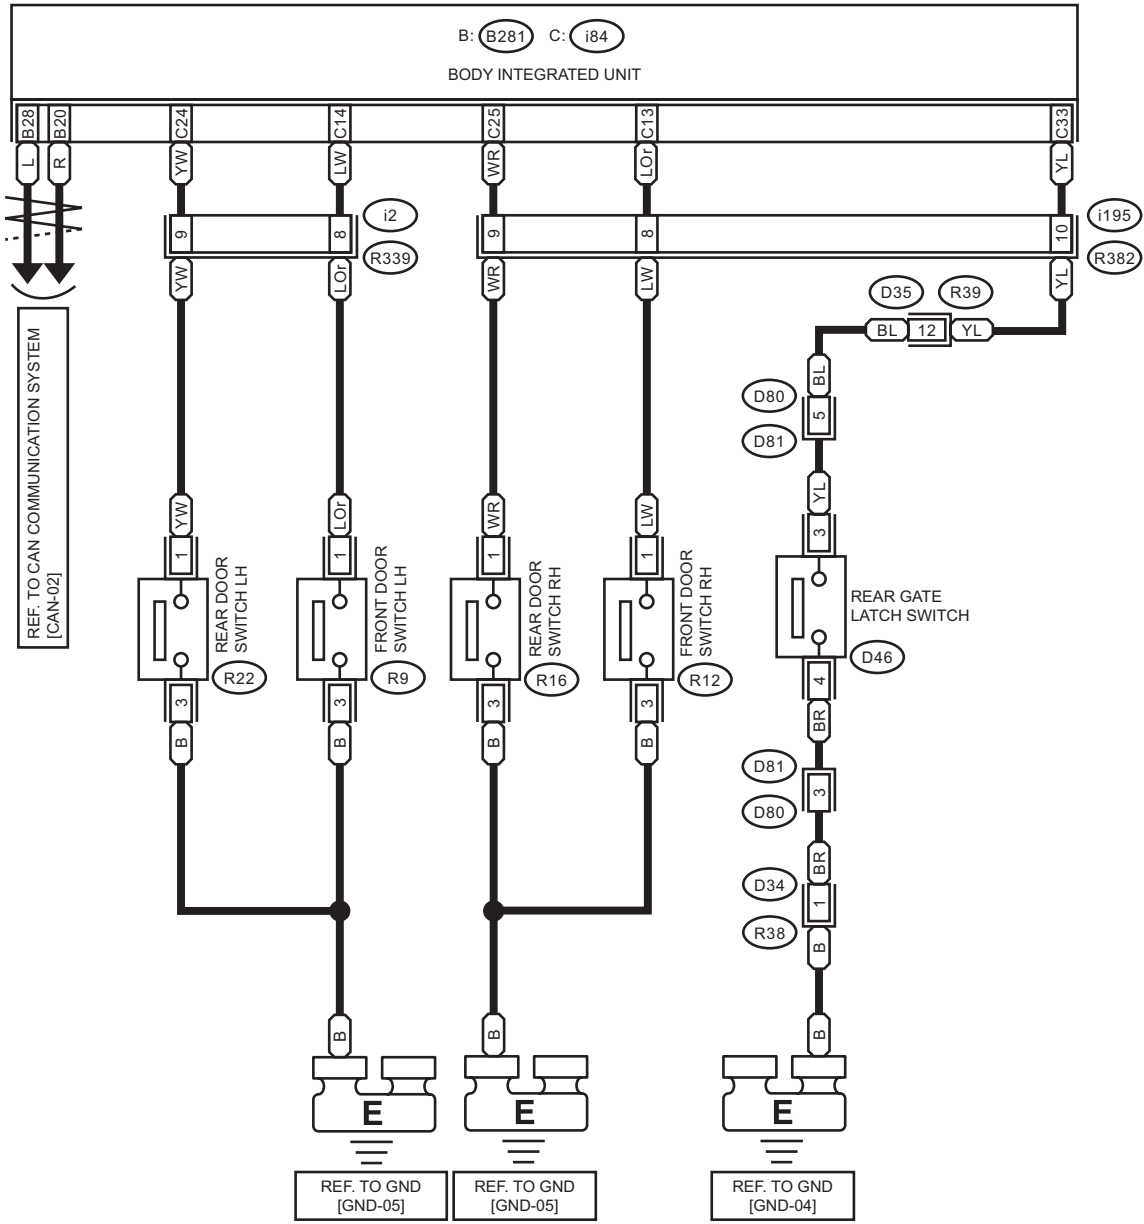 B: B281 C: i84
BODY INTEGRATED UNIT
B28 B20 C24 C14 C25 C13 C33
L R YW LW WR LOr YL
i2 i195
9 8 9 8 10
R339 R382
YW LOr WR LW YL
D35 R39
BL 12 YL
BL
D80
5
D81
REF. TO CAN COMMUNICATION SYSTEM
[CAN-02]
YW LOr WR LW YL
1 1 1 1 3
REAR DOOR
SWITCH LH
R22
FRONT DOOR
SWITCH LH
R9
REAR DOOR
SWITCH RH
R16
FRONT DOOR
SWITCH RH
R12
REAR GATE
LATCH SWITCH
D46
3 3 3 3 4
B B B B BR
D81
3
D80
BR
D34
1
R38
B
B B B
E E E
REF. TO GND
[GND-05]
REF. TO GND
[GND-05]
REF. TO GND
[GND-04]